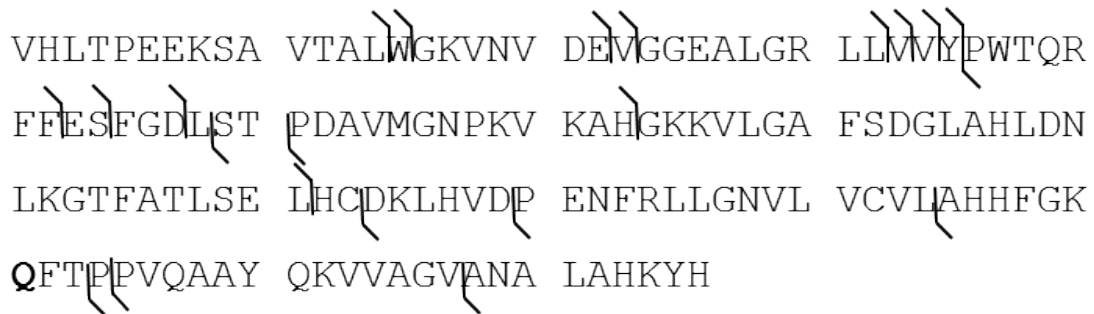 VHLTPEEKSA VTALWGKVNV DEVGGEALGR LLVVYPWTQR
FFESFGDLST PDAVMGNPKV KAHGKKVLGA FSDGLAHLDN
LKGTFATLSE LHCDKLHVDP ENFRLLGNVL VCVLAHHFGK
QFTPPVQAAY QKVVAGVANA LAHKYH